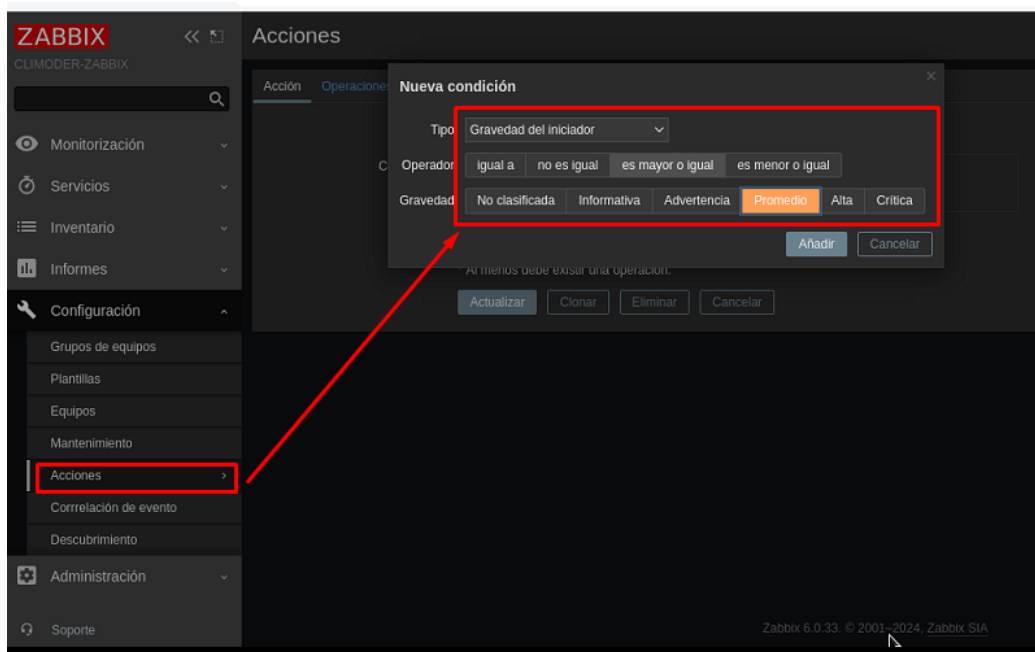 ZABBIX
Acciones
CLIMODER-ZABBIX
Acción Operaciones
Nueva condición
Tipo Gravedad del iniciador
Operador igual a no es igual es mayor o igual es menor o igual
Gravedad No clasificada Informativa Advertencia Promedio Alta Crítica
Añadir Cancelar
Al menos debe existir una operación.
Actualizar Clonar Eliminar Cancelar
Monitorización
Servicios
Inventario
Informes
Configuración
Grupos de equipos
Plantillas
Equipos
Mantenimiento
Acciones
Corrrelación de evento
Descubrimiento
Administración
Soporte
Zabbix 6.0.33. © 2001–2024, Zabbix SIA